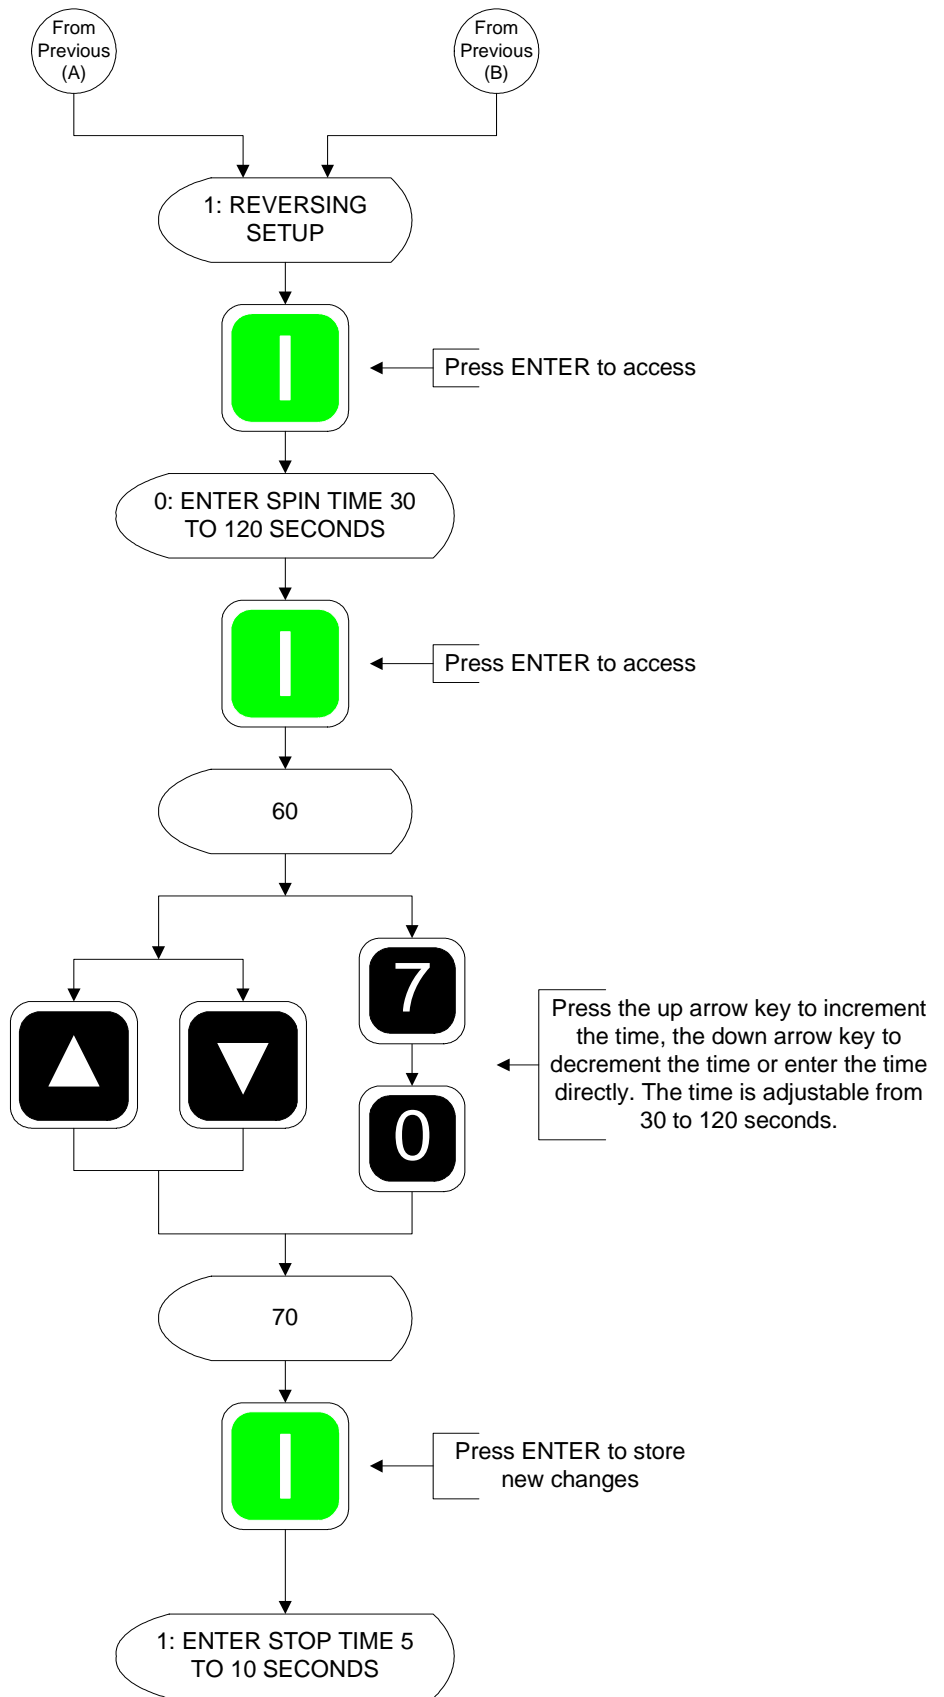 From
Previous
(A)
From
Previous
(B)
1: REVERSING
SETUP
Press ENTER to access
0: ENTER SPIN TIME 30
TO 120 SECONDS
Press ENTER to access
60
7
0
Press the up arrow key to increment
the time, the down arrow key to
decrement the time or enter the time
directly. The time is adjustable from
30 to 120 seconds.
70
Press ENTER to store
new changes
1: ENTER STOP TIME 5
TO 10 SECONDS